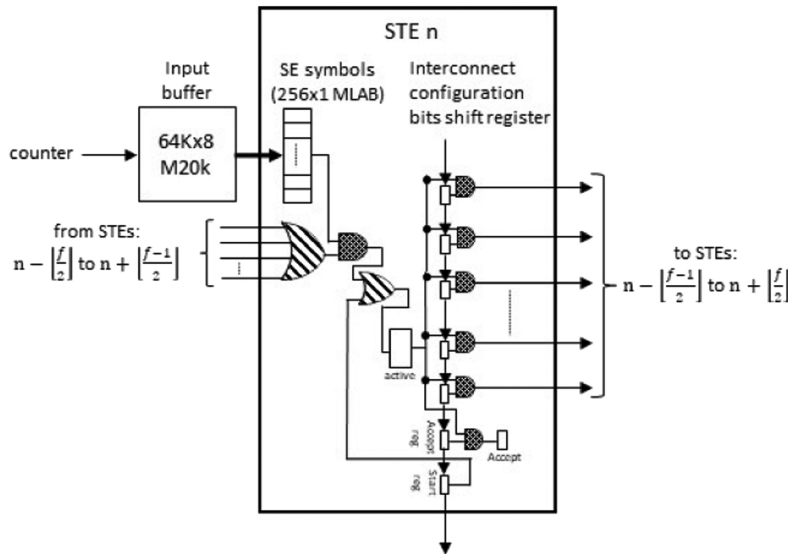 STE n
Input
buffer
SE symbols
(256x1 MLAB)
Interconnect
configuration
bits shift register
counter
64Kx8
M20k
from STEs:
n − ⌊f/2⌋ to n + ⌊(f−1)/2⌋
to STEs:
n − ⌊(f−1)/2⌋ to n + ⌊f/2⌋
active
Accept
reg
Accept
Start
reg